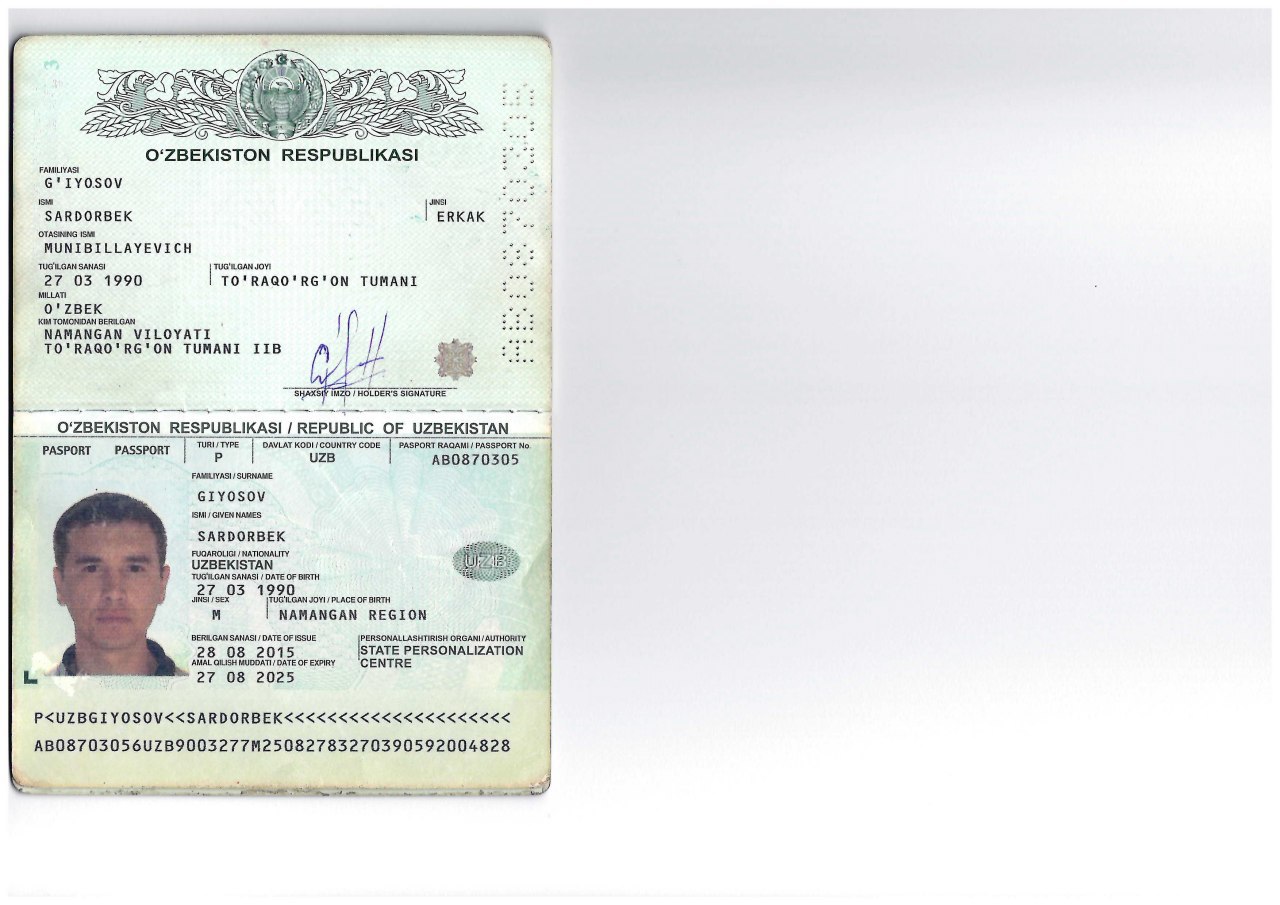 O‘ZBEKISTON RESPUBLIKASI
FAMILIYASI
G'IYOSOV
ISMI
SARDORBEK
JINSI
ERKAK
OTASINING ISMI
MUNIBILLAYEVICH
TUG‘ILGAN SANASI
27 03 1990
TUG‘ILGAN JOYI
TO'RAQO'RG'ON TUMANI
MILLATI
O'ZBEK
KIM TOMONIDAN BERILGAN
NAMANGAN VILOYATI
TO'RAQO'RG'ON TUMANI IIB
SHAXSIY IMZO / HOLDER'S SIGNATURE
AB0870305
O‘ZBEKISTON RESPUBLIKASI / REPUBLIC OF UZBEKISTAN
PASPORT PASSPORT
TURI / TYPE
P
DAVLAT KODI / COUNTRY CODE
UZB
PASPORT RAQAMI / PASSPORT No.
AB0870305
FAMILIYASI / SURNAME
GIYOSOV
ISMI / GIVEN NAMES
SARDORBEK
FUQAROLIGI / NATIONALITY
UZBEKISTAN
TUG‘ILGAN SANASI / DATE OF BIRTH
27 03 1990
JINSI / SEX
M
TUG‘ILGAN JOYI / PLACE OF BIRTH
NAMANGAN REGION
BERILGAN SANASI / DATE OF ISSUE
28 08 2015
AMAL QILISH MUDDATI / DATE OF EXPIRY
27 08 2025
PERSONALLASHTIRISH ORGANI / AUTHORITY
STATE PERSONALIZATION
CENTRE
UZB
P<UZBGIYOSOV<<SARDORBEK<<<<<<<<<<<<<<<<<<<<<
AB08703056UZB9003277M25082783270390592004828